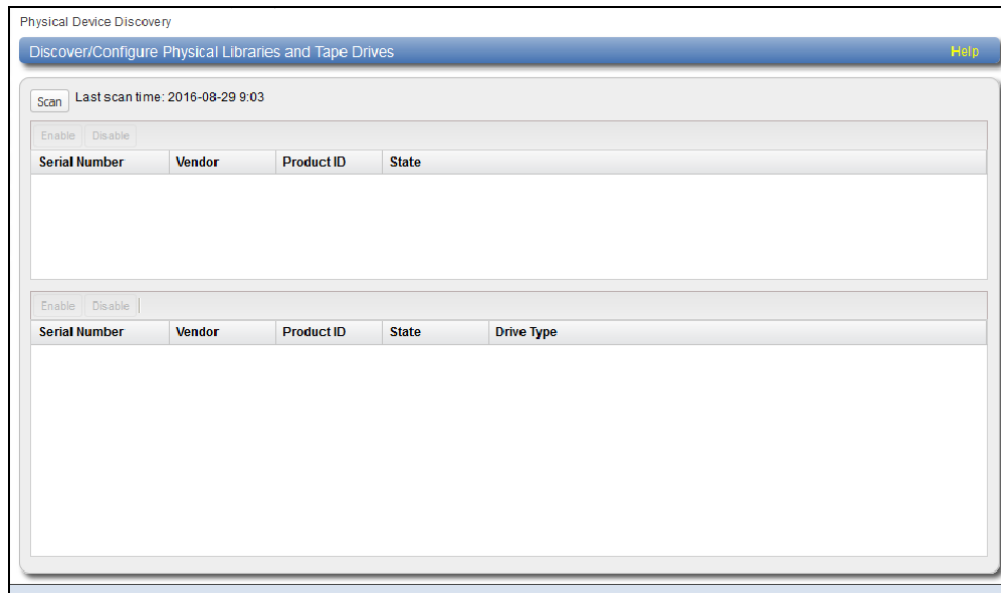 Physical Device Discovery
Discover/Configure Physical Libraries and Tape Drives Help
Scan Last scan time: 2016-08-29 9:03
Enable Disable
Serial Number Vendor Product ID State
Enable Disable
Serial Number Vendor Product ID State Drive Type